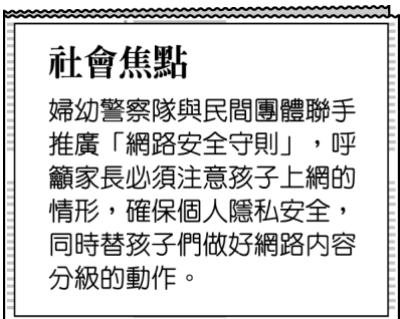 社會焦點
婦幼警察隊與民間團體聯手
推廣「網路安全守則」，呼
籲家長必須注意孩子上網的
情形，確保個人隱私安全，
同時替孩子們做好網路內容
分級的動作。